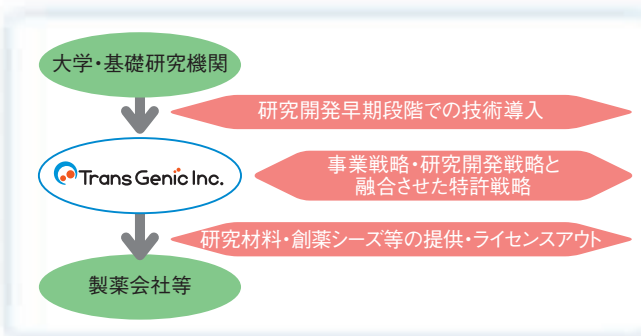 大学・基礎研究機関
研究開発早期段階での技術導入
Trans Genic Inc.
事業戦略・研究開発戦略と
融合させた特許戦略
研究材料・創薬シーズ等の提供・ライセンスアウト
製薬会社等